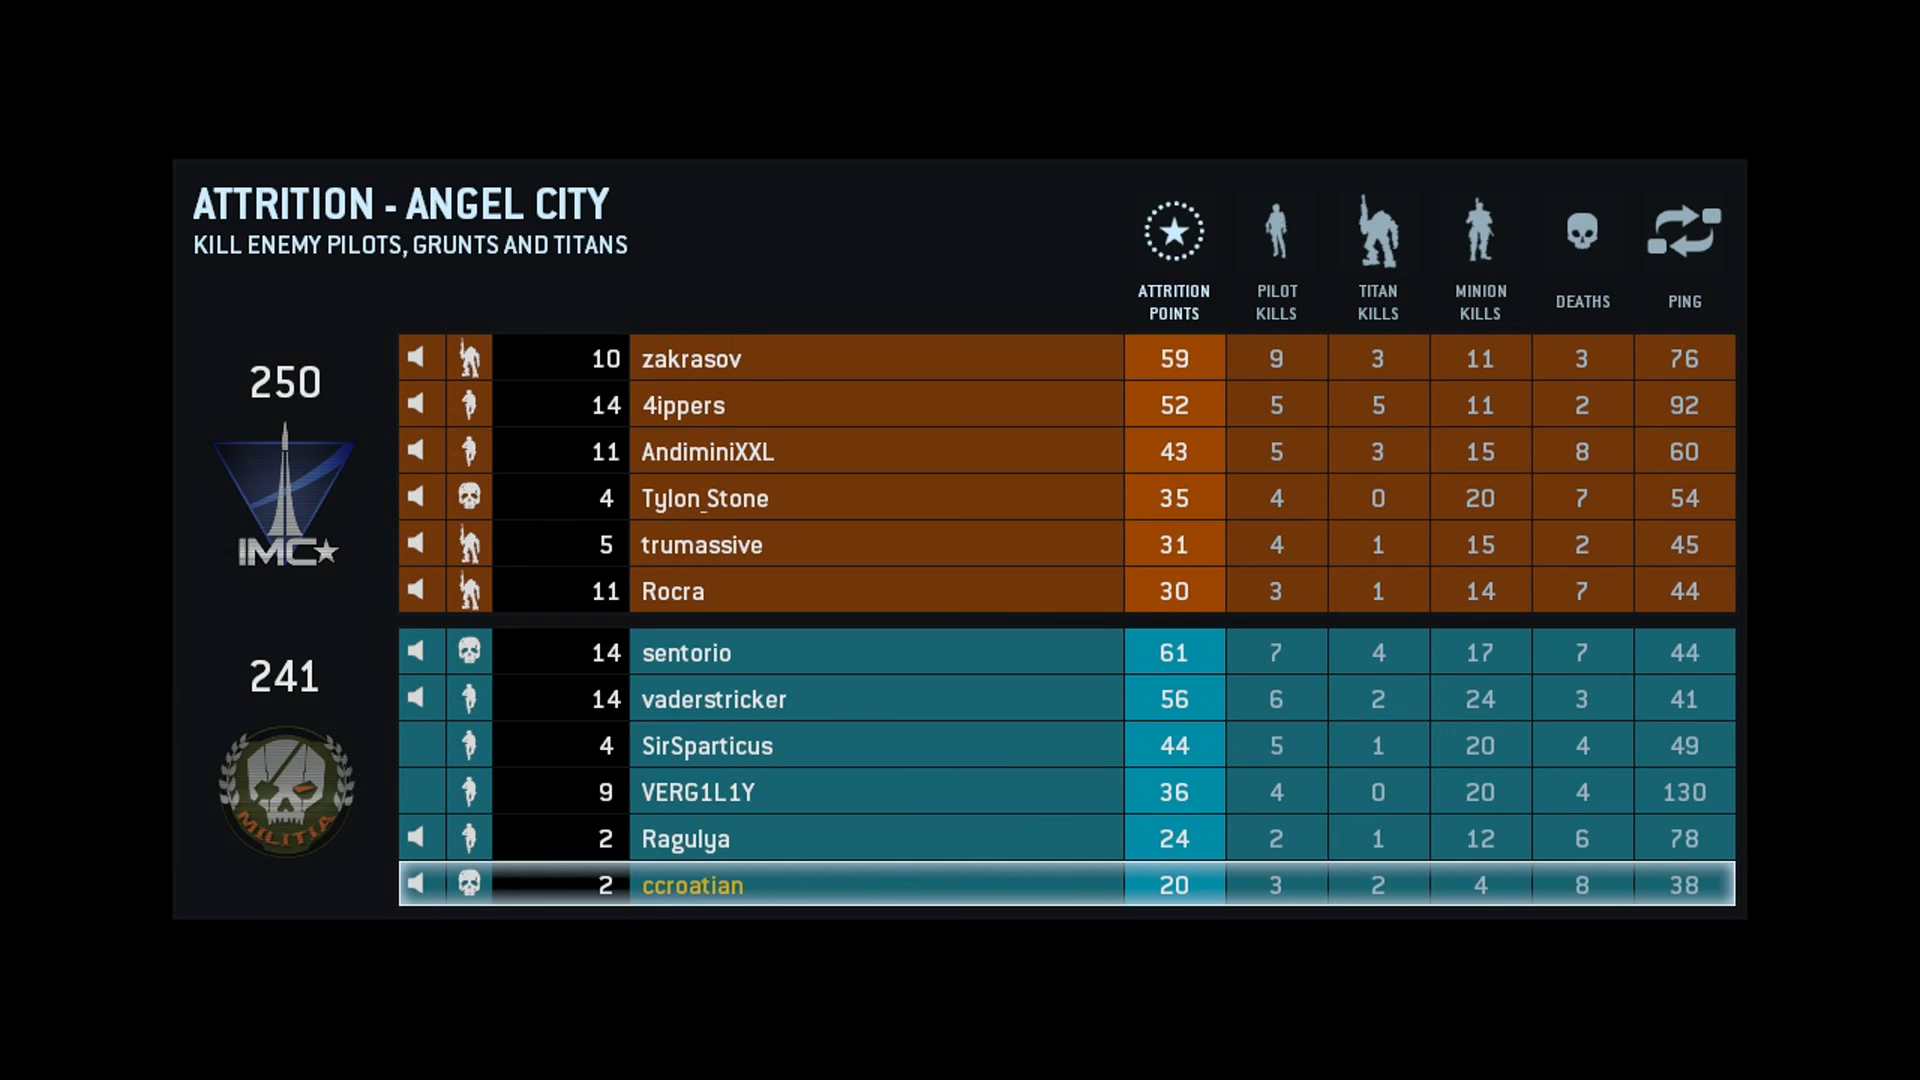 ATTRITION - ANGEL CITY
KILL ENEMY PILOTS, GRUNTS AND TITANS
ATTRITION POINTS PILOT KILLS TITAN KILLS MINION KILLS DEATHS PING
250
IMC
10 zakrasov 59 9 3 11 3 76
14 4ippers 52 5 5 11 2 92
11 AndiminiXXL 43 5 3 15 8 60
4 Tylon_Stone 35 4 0 20 7 54
5 trumassive 31 4 1 15 2 45
11 Rocra 30 3 1 14 7 44
241
MILITIA
14 sentorio 61 7 4 17 7 44
14 vaderstricker 56 6 2 24 3 41
4 SirSparticus 44 5 1 20 4 49
9 VERG1L1Y 36 4 0 20 4 130
2 Ragulya 24 2 1 12 6 78
2 ccroatian 20 3 2 4 8 38